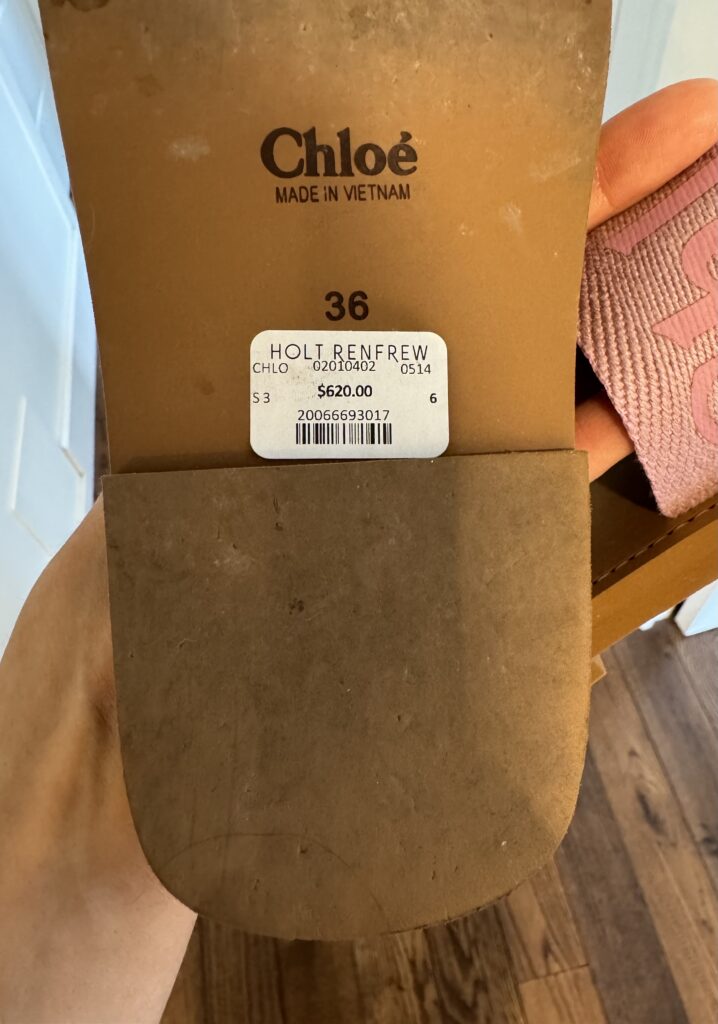 Chloé
MADE IN VIETNAM
36
HOLT RENFREW
CHLO 02010402 0514
$620.00
S3 6
20066693017